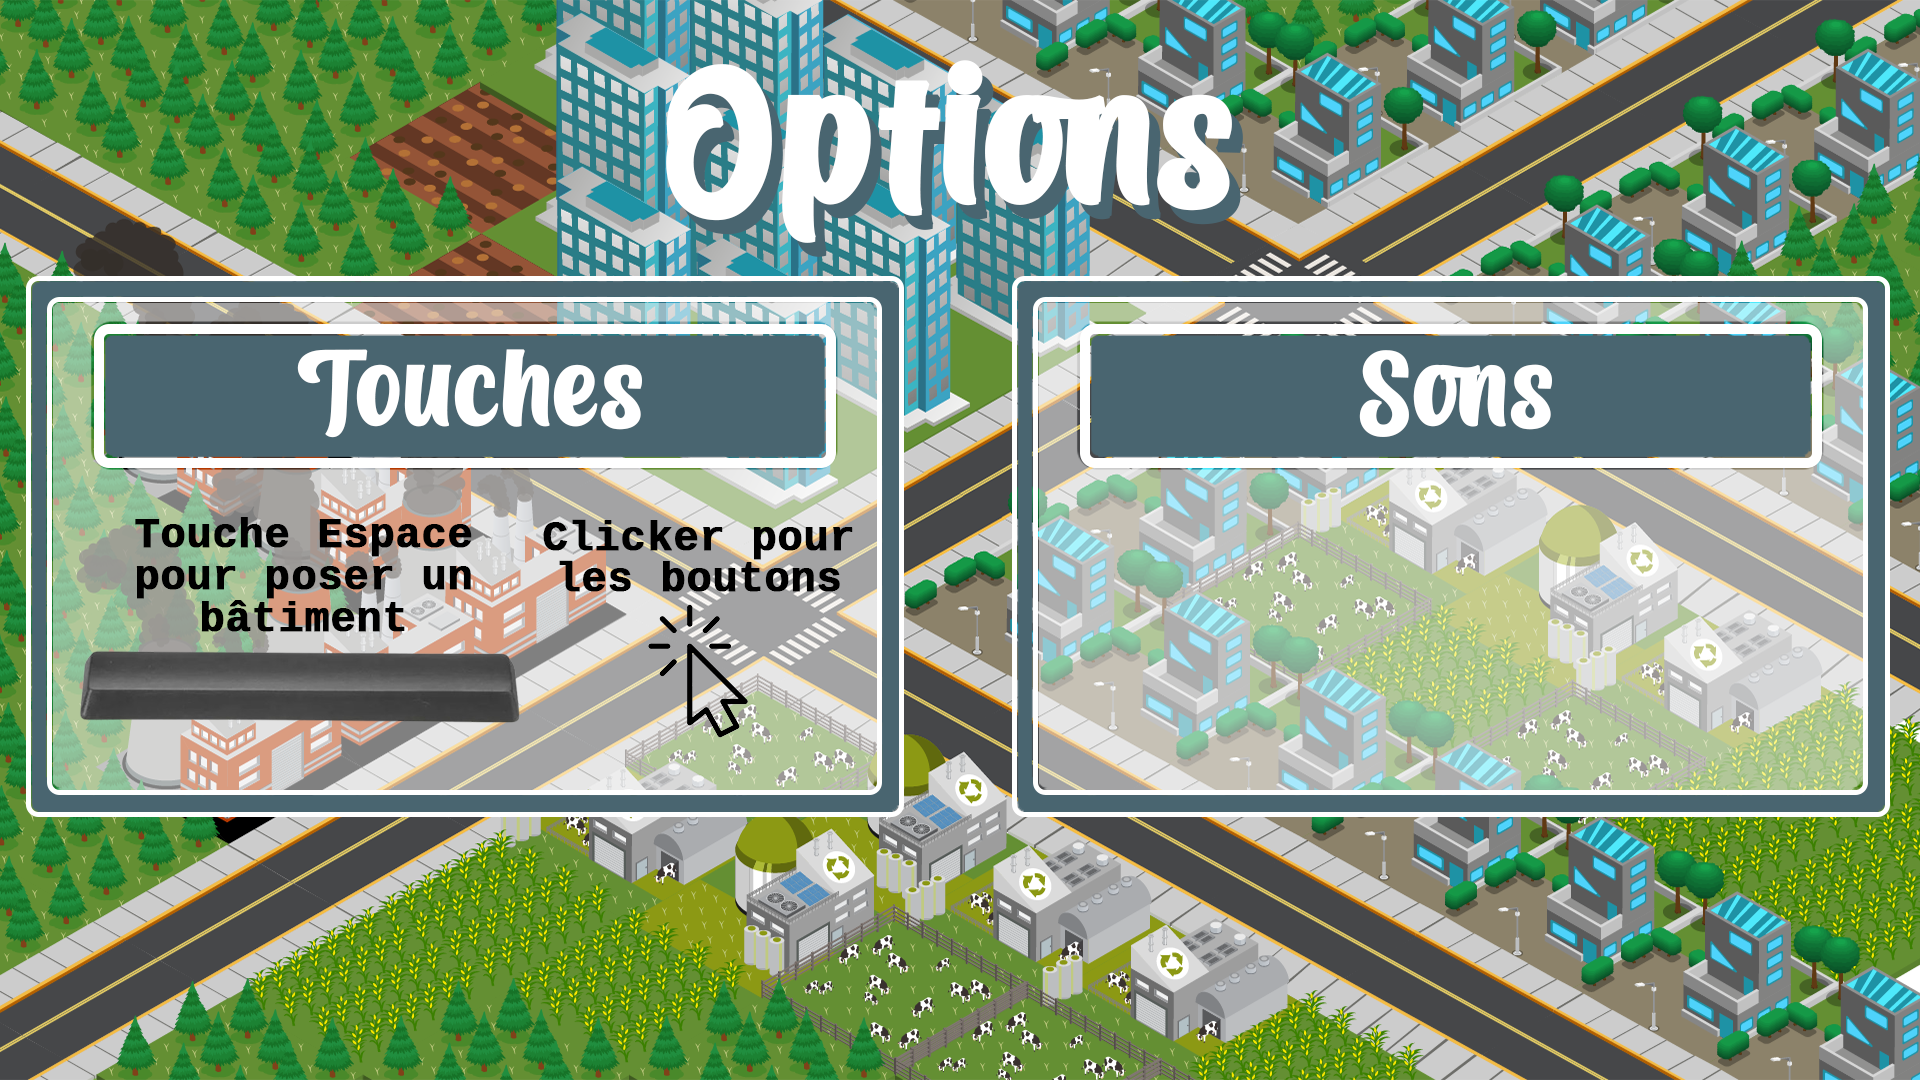 Options
Touches
Touche Espace
pour poser un
bâtiment
Clicker pour
les boutons
Sons